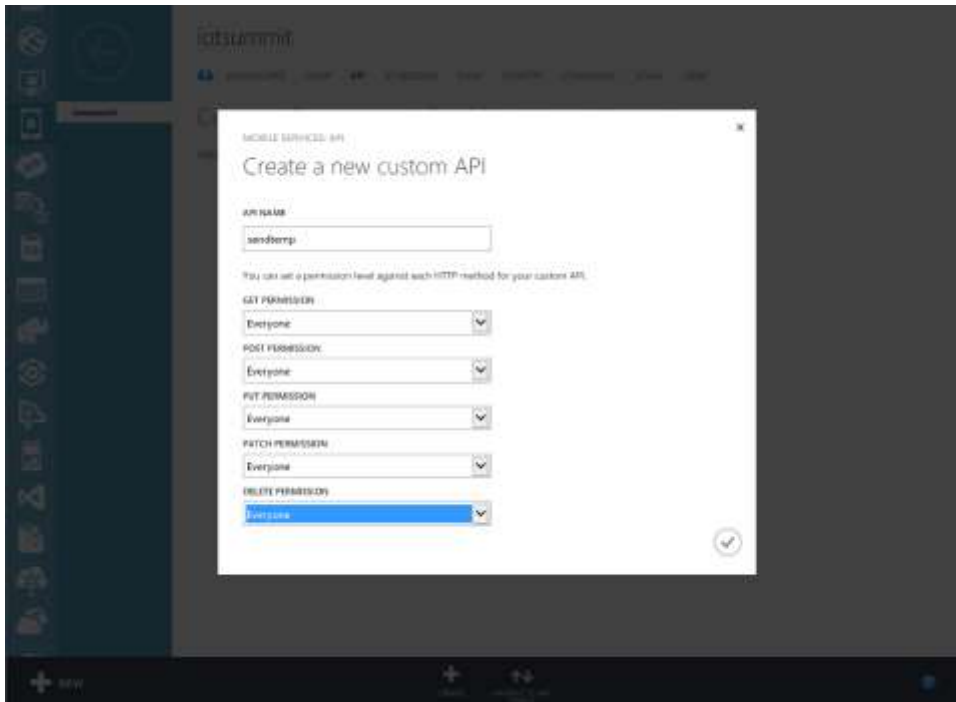 iotsummit
API
MOBILE SERVICES: API
Create a new custom API
API NAME
sendtemp
You can set a permission level against each HTTP method for your custom API.
GET PERMISSION
Everyone
POST PERMISSION
Everyone
PUT PERMISSION
Everyone
PATCH PERMISSION
Everyone
DELETE PERMISSION
Everyone
NEW